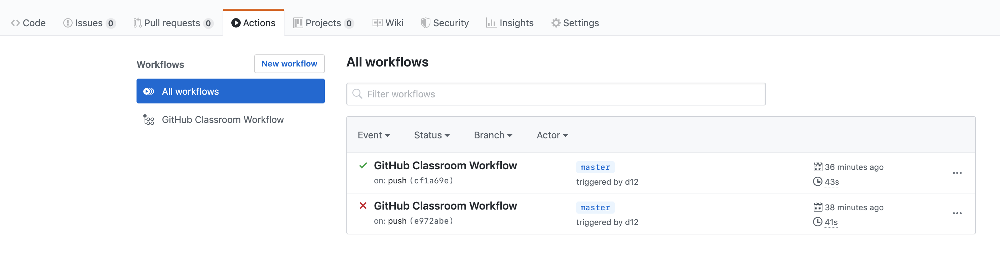 Code Issues 0 Pull requests 0 Actions Projects 0 Wiki Security Insights Settings
Workflows
New workflow
All workflows
GitHub Classroom Workflow
All workflows
Filter workflows
Event Status Branch Actor
GitHub Classroom Workflow
on: push (cf1a69e)
master
triggered by d12
36 minutes ago
43s
GitHub Classroom Workflow
on: push (e972abe)
master
triggered by d12
38 minutes ago
41s